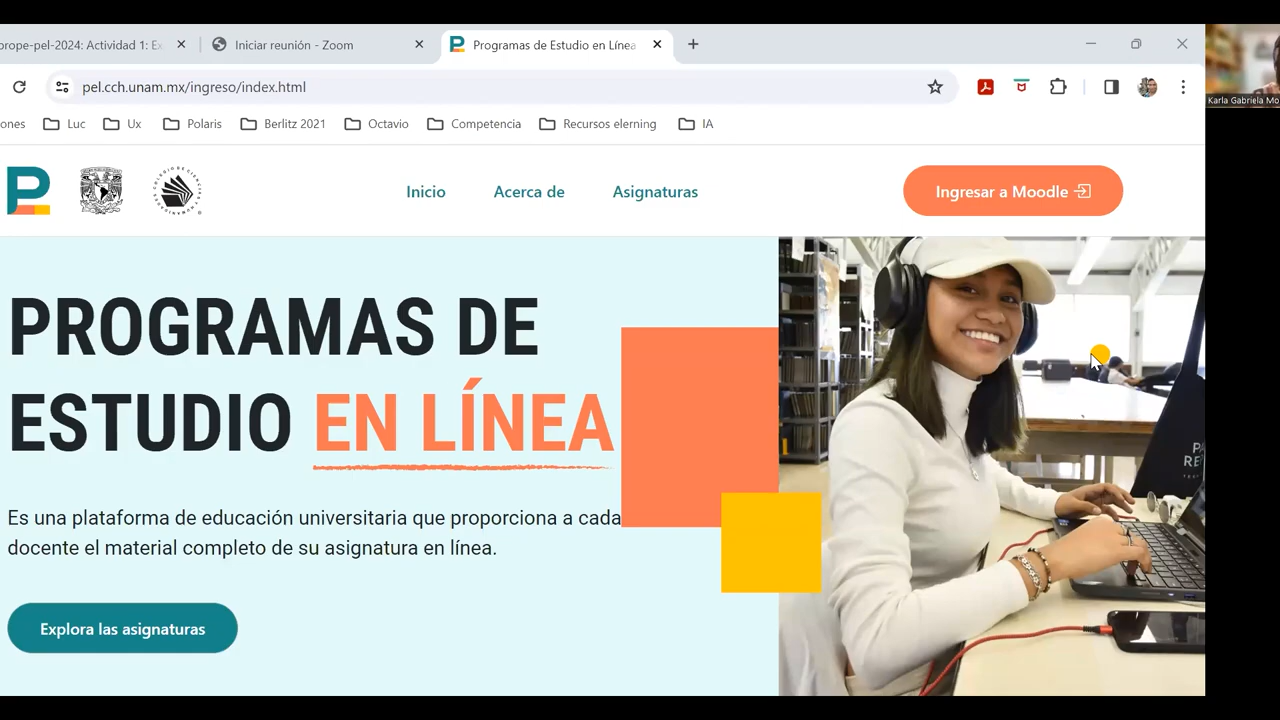 prope-pel-2024: Actividad 1: Ex
Iniciar reunión - Zoom
Programas de Estudio en Línea
pel.cch.unam.mx/ingreso/index.html
ones
Luc
Ux
Polaris
Berlitz 2021
Octavio
Competencia
Recursos elerning
IA
Karla Gabriela Mo
Inicio
Acerca de
Asignaturas
Ingresar a Moodle
PROGRAMAS DE
ESTUDIO EN LÍNEA
Es una plataforma de educación universitaria que proporciona a cada
docente el material completo de su asignatura en línea.
Explora las asignaturas